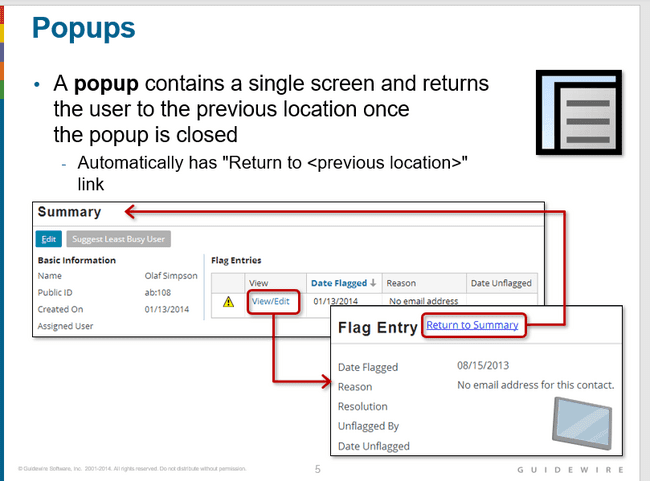 Popups
• A popup contains a single screen and returns
the user to the previous location once
the popup is closed
- Automatically has "Return to <previous location>"
link
Summary
Edit Suggest Least Busy User
Basic Information
Name Olaf Simpson
Public ID ab:108
Created On 01/13/2014
Assigned User
Flag Entries
View Date Flagged ↓ Reason Date Unflagged
View/Edit 01/13/2014 No email address
Flag Entry Return to Summary
Date Flagged 08/15/2013
Reason No email address for this contact.
Resolution
Unflagged By
Date Unflagged
© Guidewire Software, Inc. 2001-2014. All rights reserved. Do not distribute without permission.
5
GUIDEWIRE